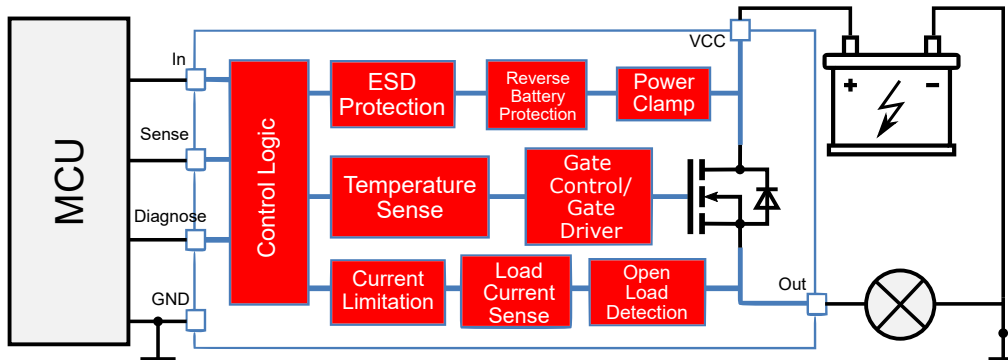 MCU
In
Sense
Diagnose
GND
Control Logic
ESD
Protection
Reverse
Battery
Protection
Power
Clamp
VCC
+ -
Temperature
Sense
Gate
Control/
Gate
Driver
Current
Limitation
Load
Current
Sense
Open
Load
Detection
Out